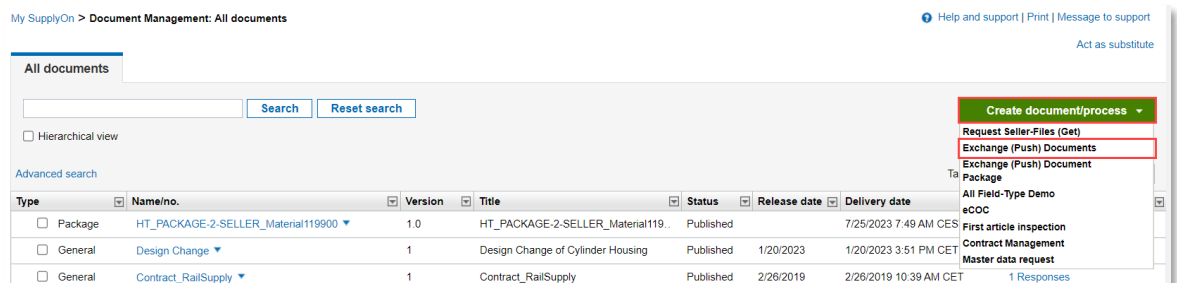 My SupplyOn > Document Management: All documents
Help and support | Print | Message to support
Act as substitute
All documents
Search Reset search
Create document/process
Hierarchical view
Request Seller-Files (Get)
Exchange (Push) Documents
Exchange (Push) Document
Package
All Field-Type Demo
eCOC
First article inspection
Contract Management
Master data request
Advanced search
Type Name/no. Version Title Status Release date Delivery date
Package HT_PACKAGE-2-SELLER_Material119900 1.0 HT_PACKAGE-2-SELLER_Material119.. Published 7/25/2023 7:49 AM CES
General Design Change 1 Design Change of Cylinder Housing Published 1/20/2023 1/20/2023 3:51 PM CET
General Contract_RailSupply 1 Contract_RailSupply Published 2/26/2019 2/26/2019 10:39 AM CET 1 Responses